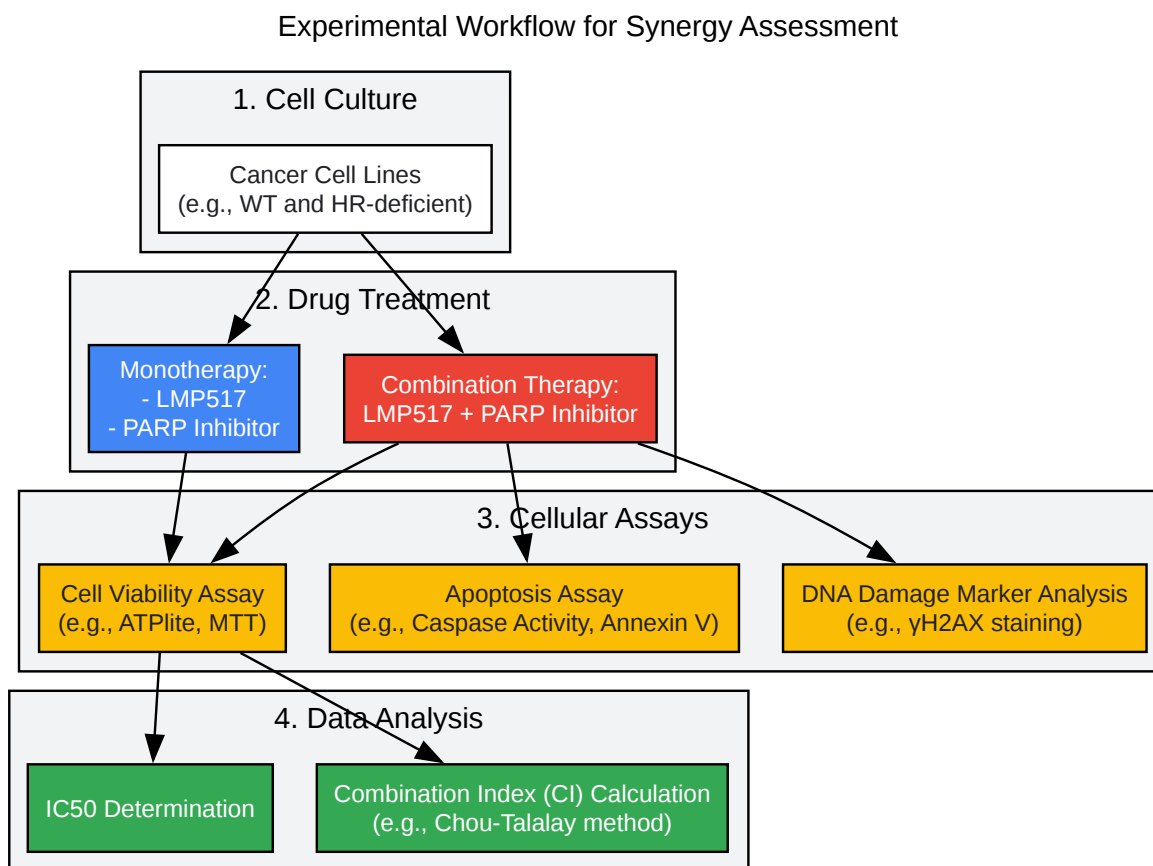 Experimental Workflow for Synergy Assessment
1. Cell Culture
Cancer Cell Lines
(e.g., WT and HR-deficient)
2. Drug Treatment
Monotherapy:
- LMP517
- PARP Inhibitor
Combination Therapy:
LMP517 + PARP Inhibitor
3. Cellular Assays
Cell Viability Assay
(e.g., ATPlite, MTT)
Apoptosis Assay
(e.g., Caspase Activity, Annexin V)
DNA Damage Marker Analysis
(e.g., γH2AX staining)
4. Data Analysis
IC50 Determination
Combination Index (CI) Calculation
(e.g., Chou-Talalay method)